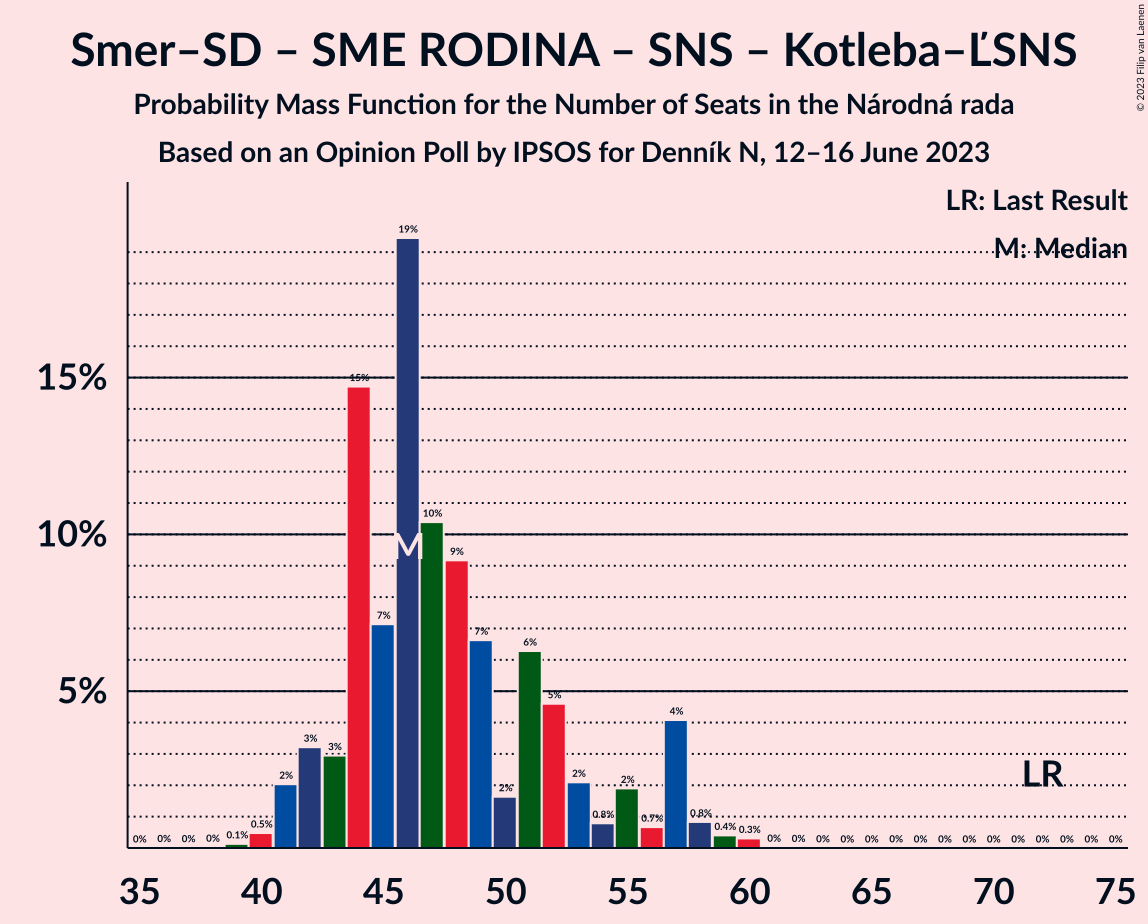 Smer–SD – SME RODINA – SNS – Kotleba–ĽSNS
Probability Mass Function for the Number of Seats in the Národná rada
Based on an Opinion Poll by IPSOS for Denník N, 12–16 June 2023
© 2023 Filip van Laenen
LR: Last Result
M: Median
15%
10%
5%
0% 0% 0% 0% 0.1% 0.5% 2% 3% 3% 15% 7% 19% 10% 9% 7% 2% 6% 5% 2% 0.8% 2% 0.7% 4% 0.8% 0.4% 0.3% 0% 0% 0% 0% 0% 0% 0% 0% 0% 0% 0% 0% 0% 0% 0%
M
LR
35 40 45 50 55 60 65 70 75